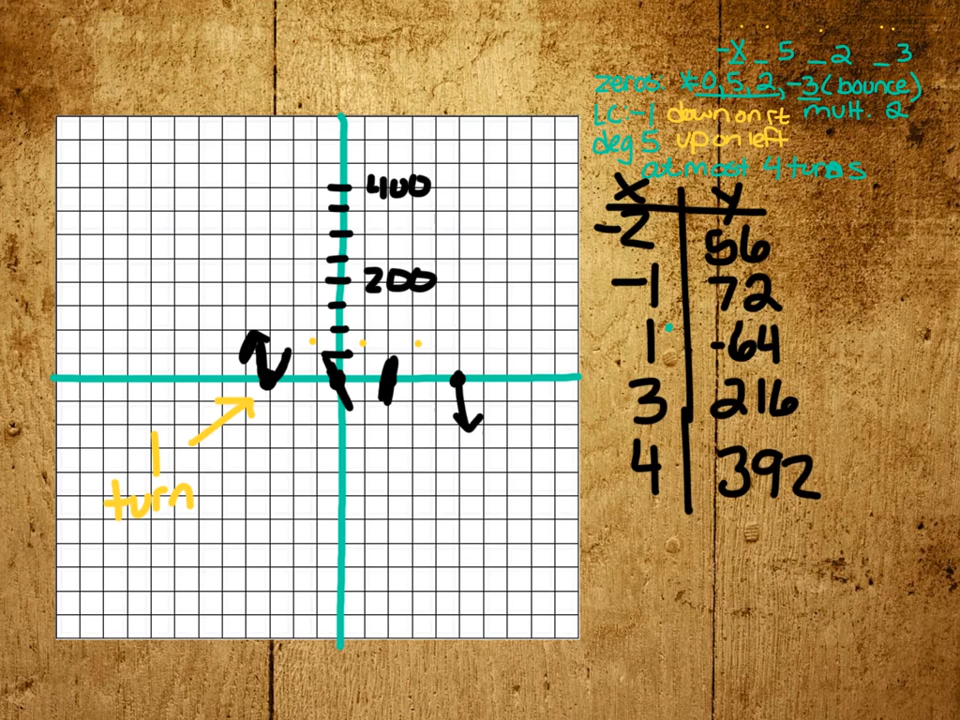 -X _ 5 _ 2 _ 3
zeros: *0,5,2,-3(bounce)
LC -1 down on rt mult. 2
deg 5 up on left
at most 4 turns
400
200
1
turn
X Y
-2 56
-1 72
1 -64
3 216
4 392